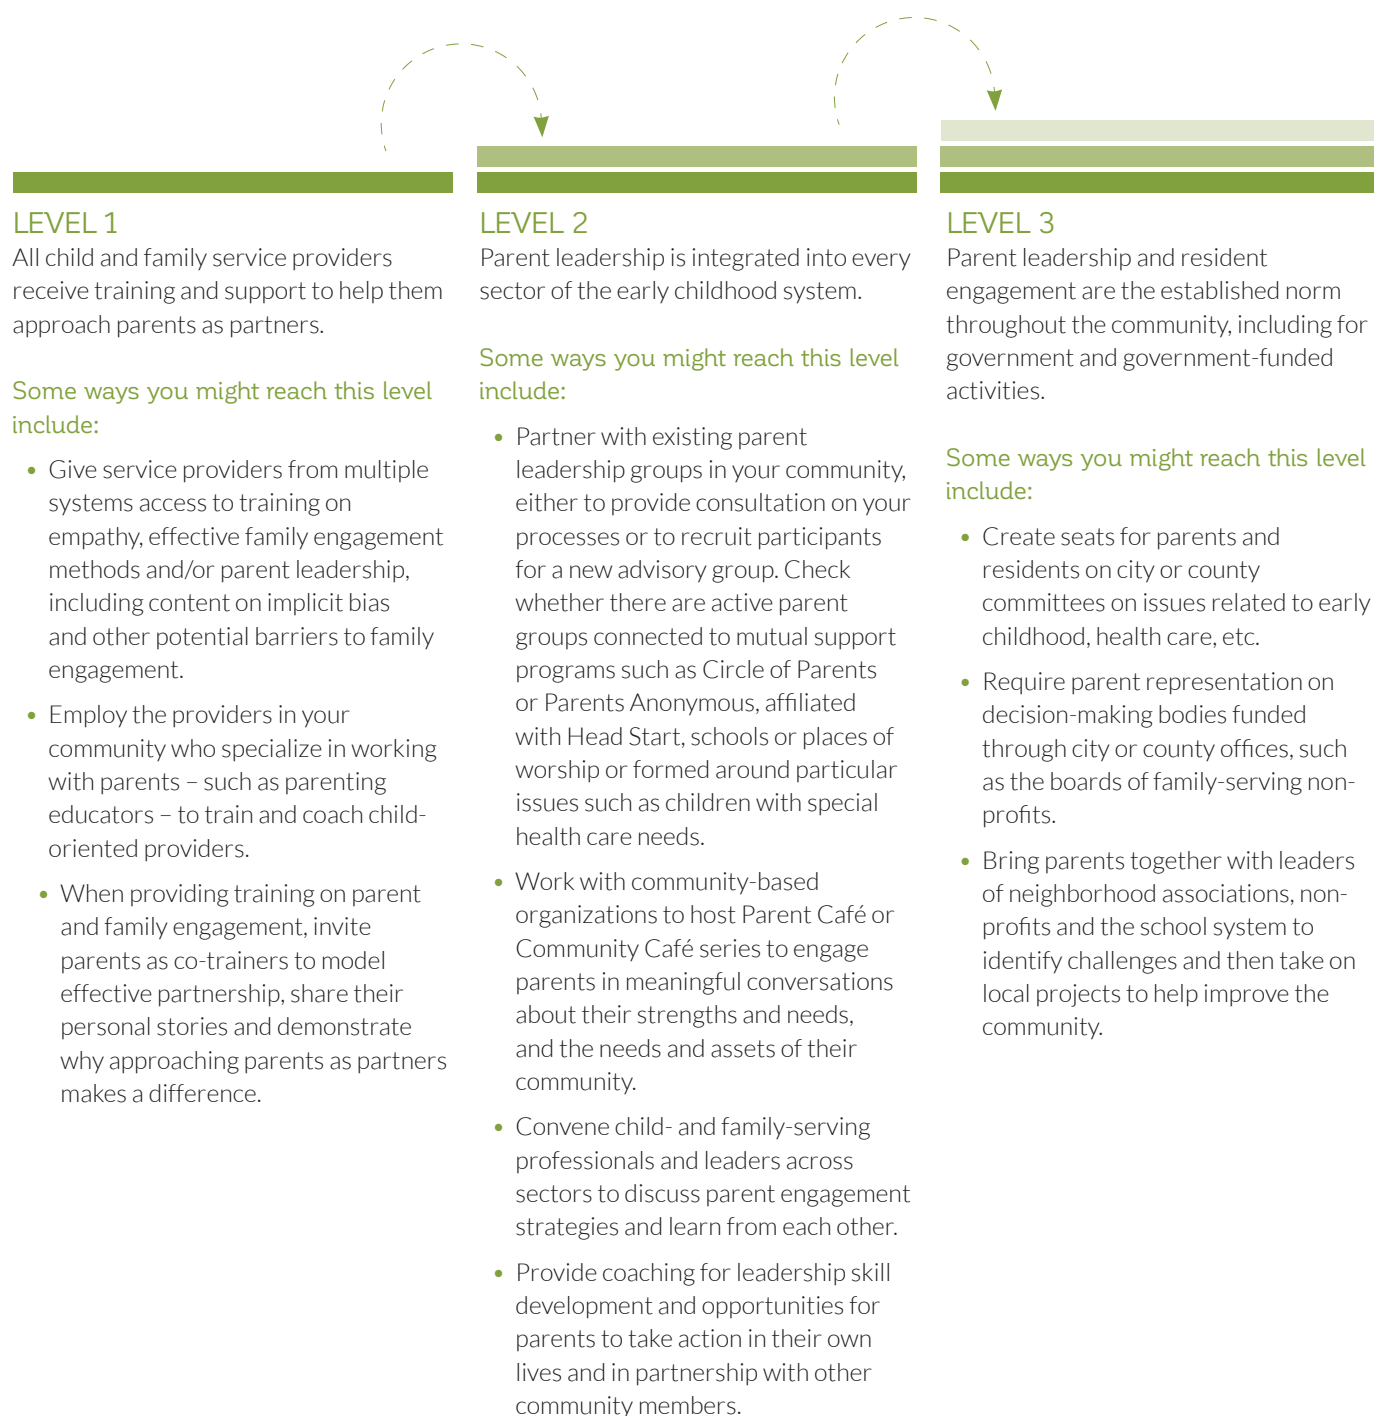 LEVEL 1
All child and family service providers
receive training and support to help them
approach parents as partners.
Some ways you might reach this level
include:
• Give service providers from multiple
systems access to training on
empathy, effective family engagement
methods and/or parent leadership,
including content on implicit bias
and other potential barriers to family
engagement.
• Employ the providers in your
community who specialize in working
with parents – such as parenting
educators – to train and coach child-
oriented providers.
• When providing training on parent
and family engagement, invite
parents as co-trainers to model
effective partnership, share their
personal stories and demonstrate
why approaching parents as partners
makes a difference.
LEVEL 2
Parent leadership is integrated into every
sector of the early childhood system.
Some ways you might reach this level
include:
• Partner with existing parent
leadership groups in your community,
either to provide consultation on your
processes or to recruit participants
for a new advisory group. Check
whether there are active parent
groups connected to mutual support
programs such as Circle of Parents
or Parents Anonymous, affiliated
with Head Start, schools or places of
worship or formed around particular
issues such as children with special
health care needs.
• Work with community-based
organizations to host Parent Café or
Community Café series to engage
parents in meaningful conversations
about their strengths and needs,
and the needs and assets of their
community.
• Convene child- and family-serving
professionals and leaders across
sectors to discuss parent engagement
strategies and learn from each other.
• Provide coaching for leadership skill
development and opportunities for
parents to take action in their own
lives and in partnership with other
community members.
LEVEL 3
Parent leadership and resident
engagement are the established norm
throughout the community, including for
government and government-funded
activities.
Some ways you might reach this level
include:
• Create seats for parents and
residents on city or county
committees on issues related to early
childhood, health care, etc.
• Require parent representation on
decision-making bodies funded
through city or county offices, such
as the boards of family-serving non-
profits.
• Bring parents together with leaders
of neighborhood associations, non-
profits and the school system to
identify challenges and then take on
local projects to help improve the
community.